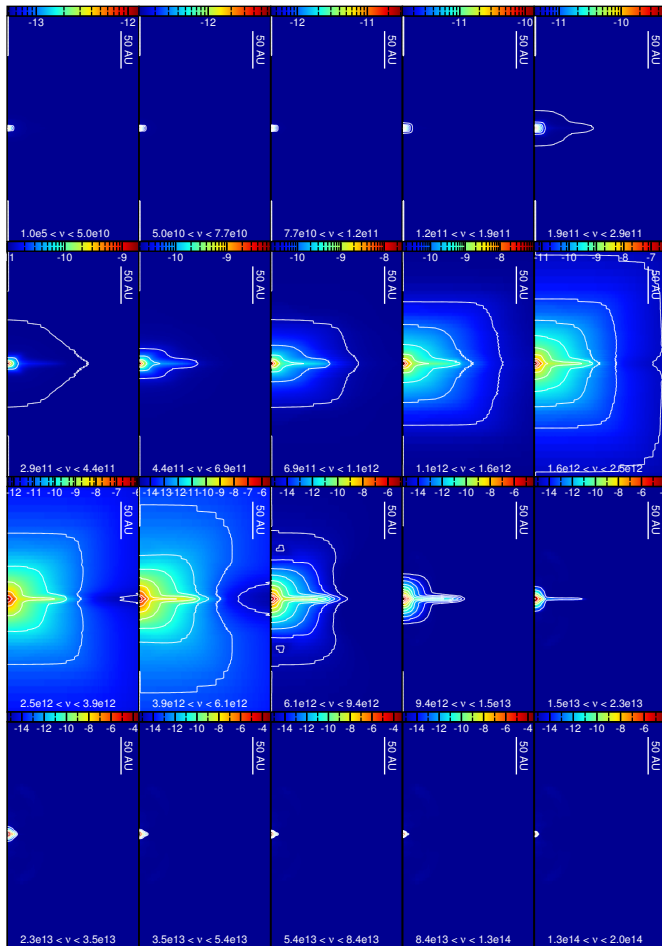 -13 -12
50 AU
1.0e5 < ν < 5.0e10
-12
50 AU
5.0e10 < ν < 7.7e10
-12 -11
50 AU
7.7e10 < ν < 1.2e11
-11 -10
50 AU
1.2e11 < ν < 1.9e11
-11 -10
50 AU
1.9e11 < ν < 2.9e11
-10 -9
50 AU
2.9e11 < ν < 4.4e11
-10 -9
50 AU
4.4e11 < ν < 6.9e11
-10 -9 -8
50 AU
6.9e11 < ν < 1.1e12
-10 -9 -8
50 AU
1.1e12 < ν < 1.6e12
-11 -10 -9 -8 -7
50 AU
1.6e12 < ν < 2.5e12
-12 -11 -10 -9 -8 -7 -6
50 AU
2.5e12 < ν < 3.9e12
-14 -13 -12 -11 -10 -9 -8 -7 -6
50 AU
3.9e12 < ν < 6.1e12
-14 -12 -10 -8 -6
50 AU
6.1e12 < ν < 9.4e12
-14 -12 -10 -8 -6
50 AU
9.4e12 < ν < 1.5e13
-14 -12 -10 -8 -6
50 AU
1.5e13 < ν < 2.3e13
-14 -12 -10 -8 -6 -4
50 AU
2.3e13 < ν < 3.5e13
-14 -12 -10 -8 -6 -4
50 AU
3.5e13 < ν < 5.4e13
-14 -12 -10 -8 -6 -4
50 AU
5.4e13 < ν < 8.4e13
-14 -12 -10 -8 -6 -4
50 AU
8.4e13 < ν < 1.3e14
-14 -12 -10 -8 -6 -4
50 AU
1.3e14 < ν < 2.0e14